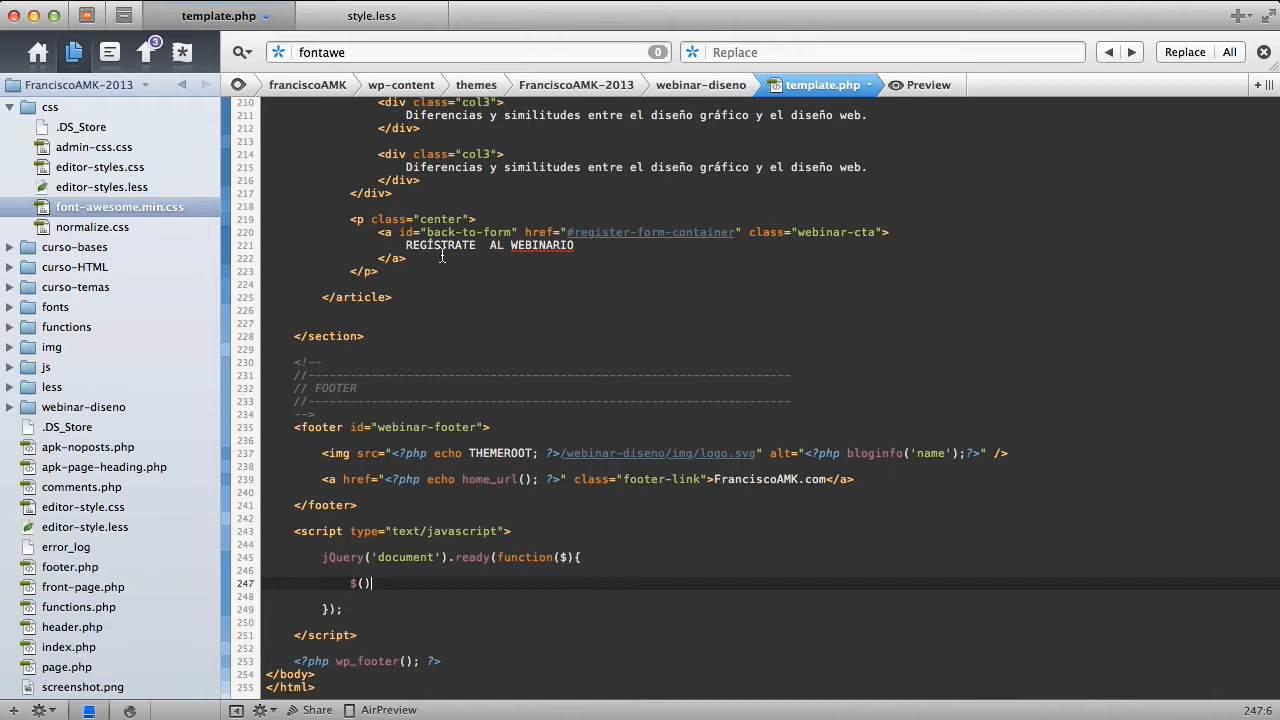 template.php
style.less
3
fontawe
0
Replace
Replace
All
FranciscoAMK-2013
franciscoAMK
wp-content
themes
FranciscoAMK-2013
webinar-diseno
template.php
Preview
css
.DS_Store
admin-css.css
editor-styles.css
editor-styles.less
font-awesome.min.css
normalize.css
curso-bases
curso-HTML
curso-temas
fonts
functions
img
js
less
webinar-diseno
.DS_Store
apk-noposts.php
apk-page-heading.php
comments.php
editor-style.css
editor-style.less
error_log
footer.php
front-page.php
functions.php
header.php
index.php
page.php
screenshot.png
210 <div class="col3">
211 Diferencias y similitudes entre el diseño gráfico y el diseño web.
212 </div>
213
214 <div class="col3">
215 Diferencias y similitudes entre el diseño gráfico y el diseño web.
216 </div>
217 </div>
218
219 <p class="center">
220 <a id="back-to-form" href="#register-form-container" class="webinar-cta">
221 REGÍSTRATE  AL WEBINARIO
222 </a>
223 </p>
224
225 </article>
226
227
228 </section>
229
230 <!--
231 //---------------------------------------------------------------------
232 // FOOTER
233 //---------------------------------------------------------------------
234 -->
235 <footer id="webinar-footer">
236
237 <img src="<?php echo THEMEROOT; ?>/webinar-diseno/img/logo.svg" alt="<?php bloginfo('name');?>" />
238
239 <a href="<?php echo home_url(); ?>" class="footer-link">FranciscoAMK.com</a>
240
241 </footer>
242
243 <script type="text/javascript">
244
245 jQuery('document').ready(function($){
246
247 $()
248
249 });
250
251 </script>
252
253 <?php wp_footer(); ?>
254 </body>
255 </html>
Share
AirPreview
247:6